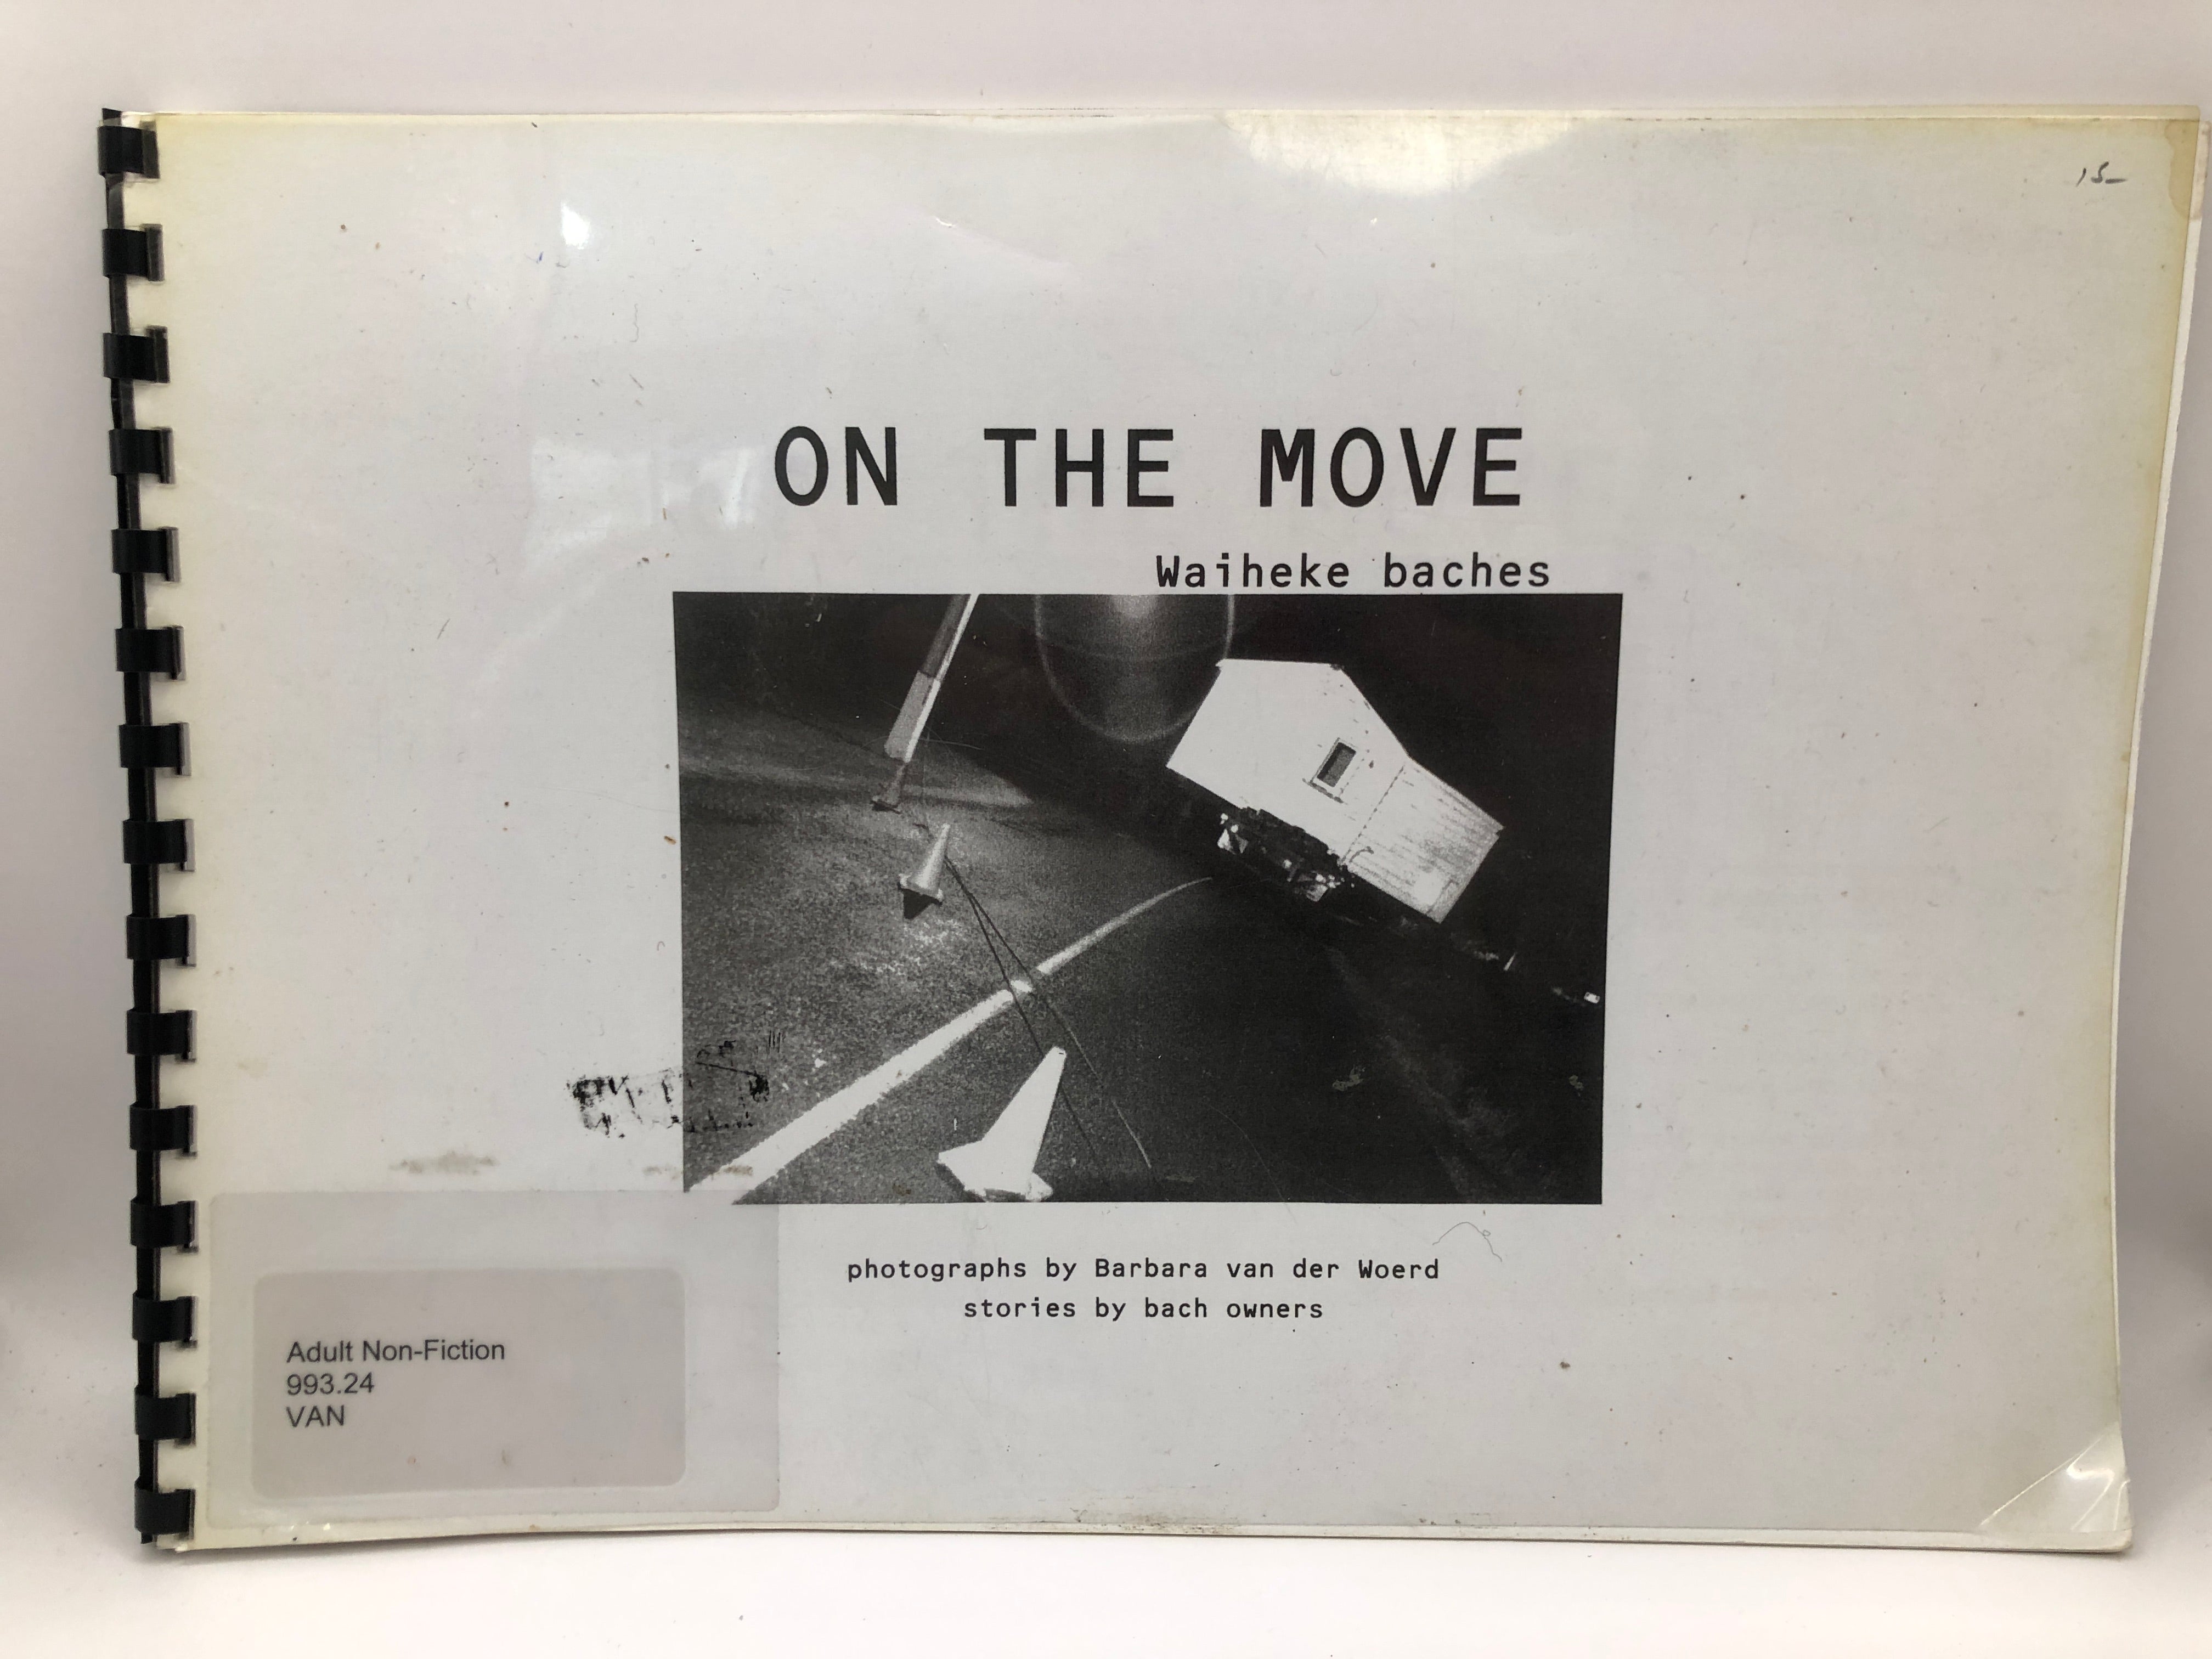 15-
ON THE MOVE
Waiheke baches
photographs by Barbara van der Woerd
stories by bach owners
Adult Non-Fiction
993.24
VAN